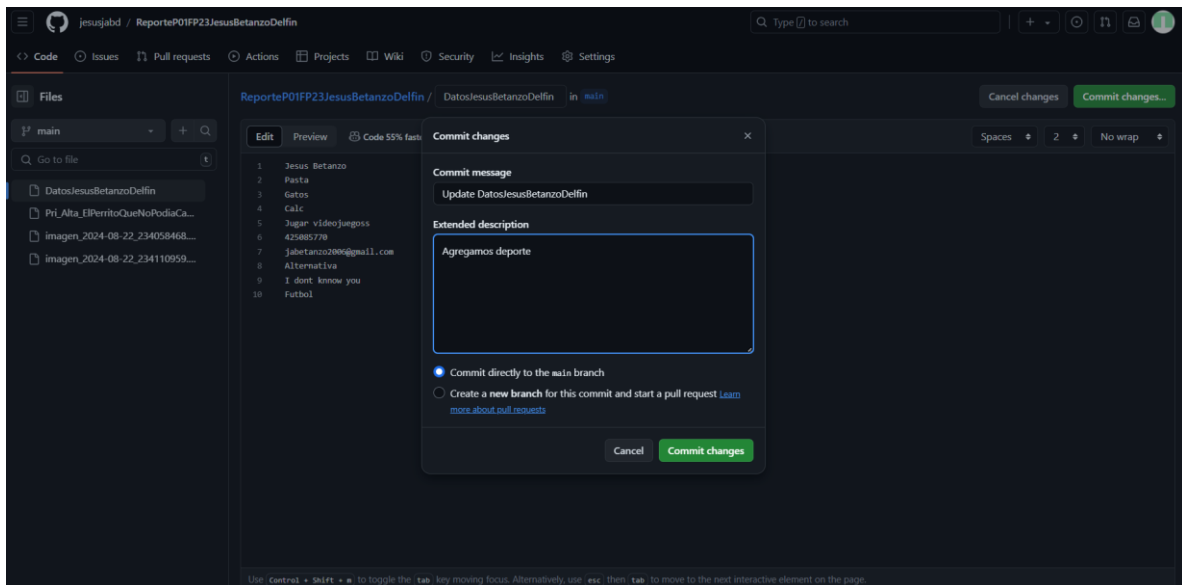 jesusjabd / ReporteP01FP23JesusBetanzoDelfin
Type / to search
Code Issues Pull requests Actions Projects Wiki Security Insights Settings
Files
main
Go to file
t
DatosJesusBetanzoDelfin
Pri_Alta_ElPerritoQueNoPodiaCa...
imagen_2024-08-22_234058468....
imagen_2024-08-22_234110959....
ReporteP01FP23JesusBetanzoDelfin / DatosJesusBetanzoDelfin in main
Cancel changes Commit changes...
Edit Preview Code 55% faste
Spaces 2 No wrap
1 Jesus Betanzo
2 Pasta
3 Gatos
4 Calc
5 Jugar videojuegoss
6 425085770
7 jabetanzo2006@gmail.com
8 Alternativa
9 I dont knnow you
10 Futbol
Commit changes
Commit message
Update DatosJesusBetanzoDelfin
Extended description
Agregamos deporte
Commit directly to the main branch
Create a new branch for this commit and start a pull request Learn
more about pull requests
Cancel Commit changes
Use Control + Shift + m to toggle the tab key moving focus. Alternatively, use esc then tab to move to the next interactive element on the page.